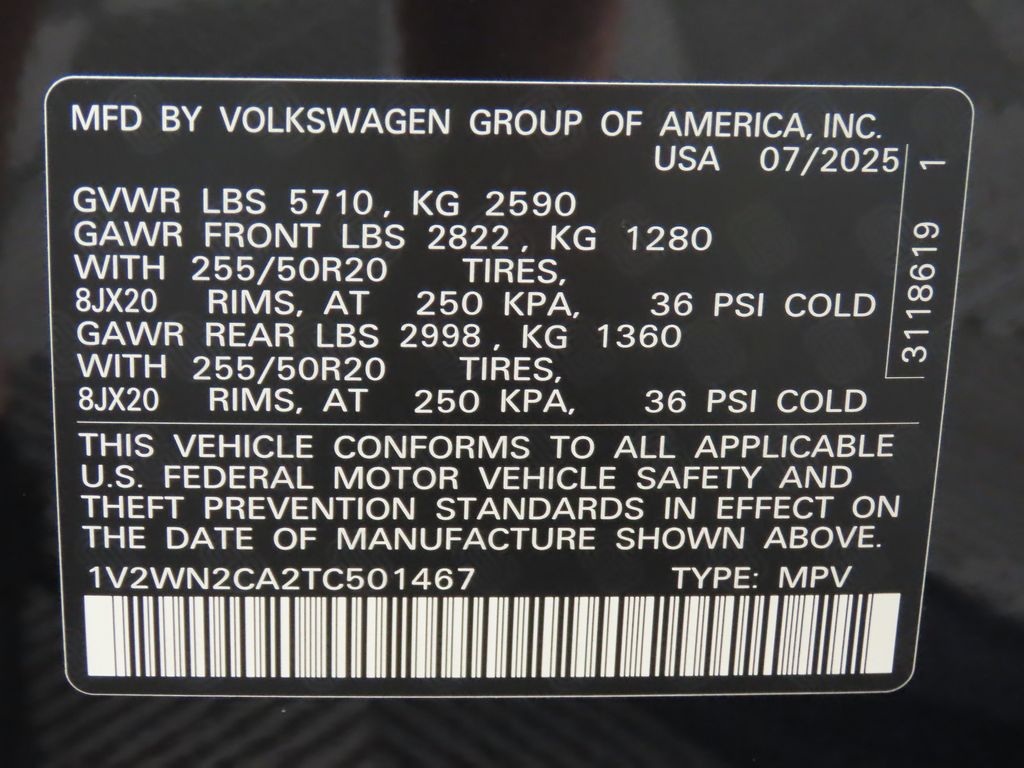 MFD BY VOLKSWAGEN GROUP OF AMERICA, INC.
USA 07/2025
GVWR LBS 5710, KG 2590
GAWR FRONT LBS 2822, KG 1280
WITH 255/50R20 TIRES,
8JX20 RIMS, AT 250 KPA, 36 PSI COLD
GAWR REAR LBS 2998, KG 1360
WITH 255/50R20 TIRES,
8JX20 RIMS, AT 250 KPA, 36 PSI COLD
3118619 1
THIS VEHICLE CONFORMS TO ALL APPLICABLE
U.S. FEDERAL MOTOR VEHICLE SAFETY AND
THEFT PREVENTION STANDARDS IN EFFECT ON
THE DATE OF MANUFACTURE SHOWN ABOVE.
1V2WN2CA2TC501467 TYPE: MPV